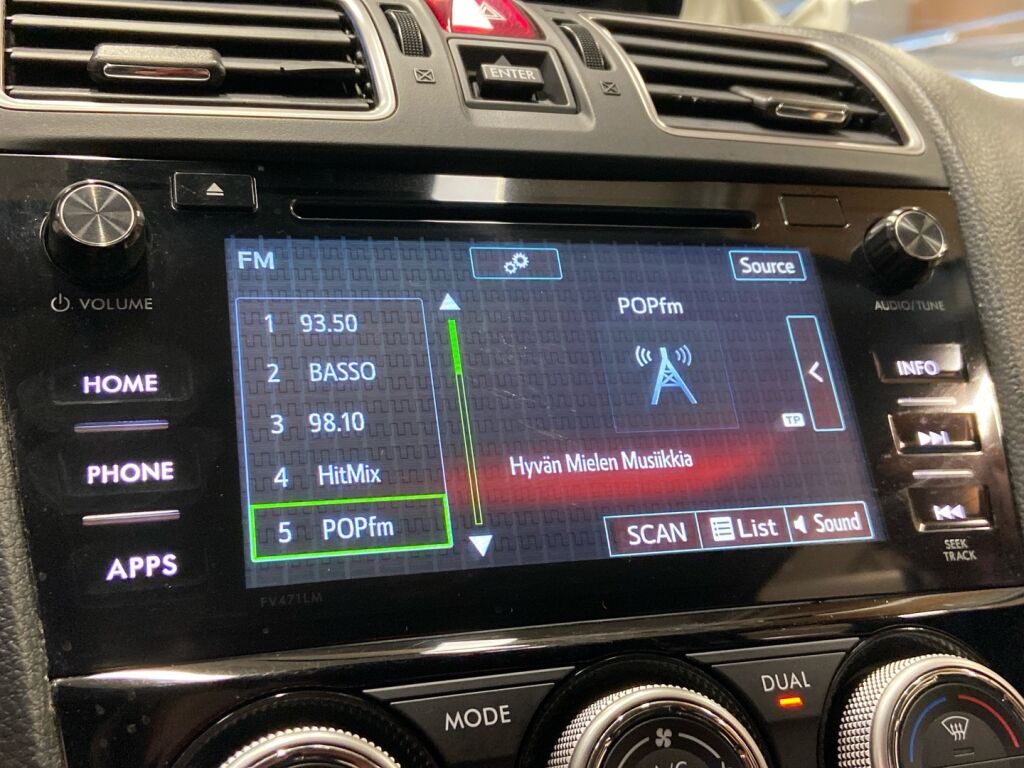 ENTER
VOLUME
AUDIO/TUNE
HOME
PHONE
APPS
FM
Source
1 93.50
2 BASSO
3 98.10
4 HitMix
5 POPfm
POPfm
TP
Hyvän Mielen Musiikkia
SCAN
List
Sound
INFO
SEEK
TRACK
FV471LM
MODE
DUAL
A/C